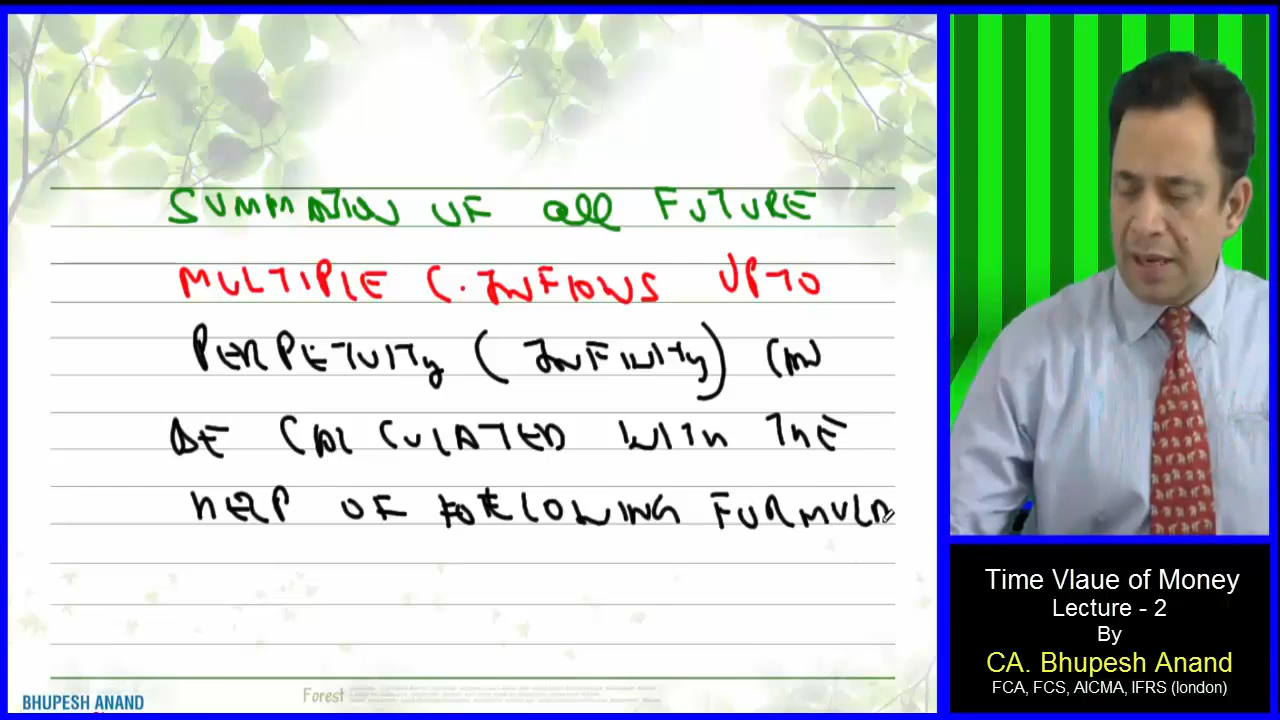 SUMMATION OF all FUTURE
MULTIPLE C. INFLOWS UPTO
PERPETUITY (INFINITY) CAN
BE CALCULATED WITH THE
HELP OF FOLLOWING FORMULA
BHUPESH ANAND
Forest
Time Vlaue of Money
Lecture - 2
By
CA. Bhupesh Anand
FCA, FCS, AICMA, IFRS (london)